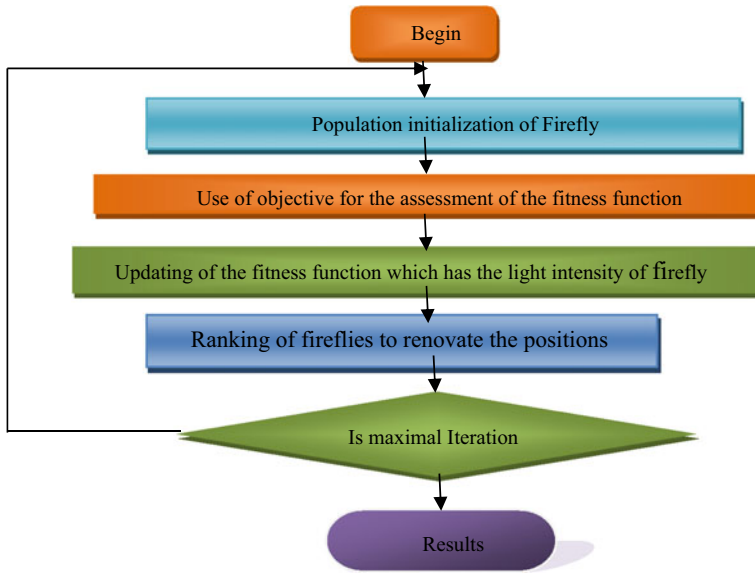 Begin
Population initialization of Firefly
Use of objective for the assessment of the fitness function
Updating of the fitness function which has the light intensity of firefly
Ranking of fireflies to renovate the positions
Is maximal Iteration
Results